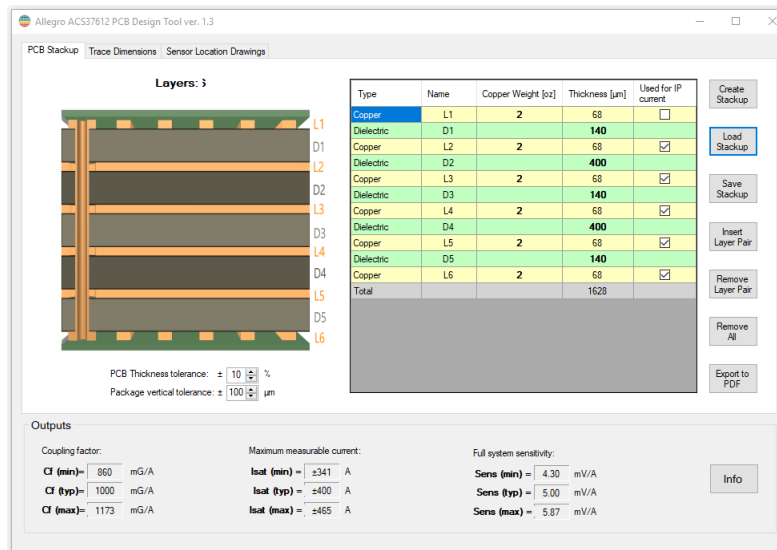 Allegro ACS37612 PCB Design Tool ver. 1.3
PCB Stackup Trace Dimensions Sensor Location Drawings
Layers:
L1
D1
L2
D2
L3
D3
L4
D4
L5
D5
L6
PCB Thickness tolerance: ± 10 %
Package vertical tolerance: ± 100 µm
Type Name Copper Weight [oz] Thickness [µm] Used for IP current
Copper L1 2 68
Dielectric D1 140
Copper L2 2 68
Dielectric D2 400
Copper L3 2 68
Dielectric D3 140
Copper L4 2 68
Dielectric D4 400
Copper L5 2 68
Dielectric D5 140
Copper L6 2 68
Total 1628
Create
Stackup
Load
Stackup
Save
Stackup
Insert
Layer Pair
Remove
Layer Pair
Remove
All
Export to
PDF
Outputs
Coupling factor:
Cf (min)= 860 mG/A
Cf (typ)= 1000 mG/A
Cf (max)= 1173 mG/A
Maximum measurable current:
Isat (min) = ±341 A
Isat (typ) = ±400 A
Isat (max) = ±465 A
Full system sensitivity:
Sens (min) = 4.30 mV/A
Sens (typ) = 5.00 mV/A
Sens (max) = 5.87 mV/A
Info